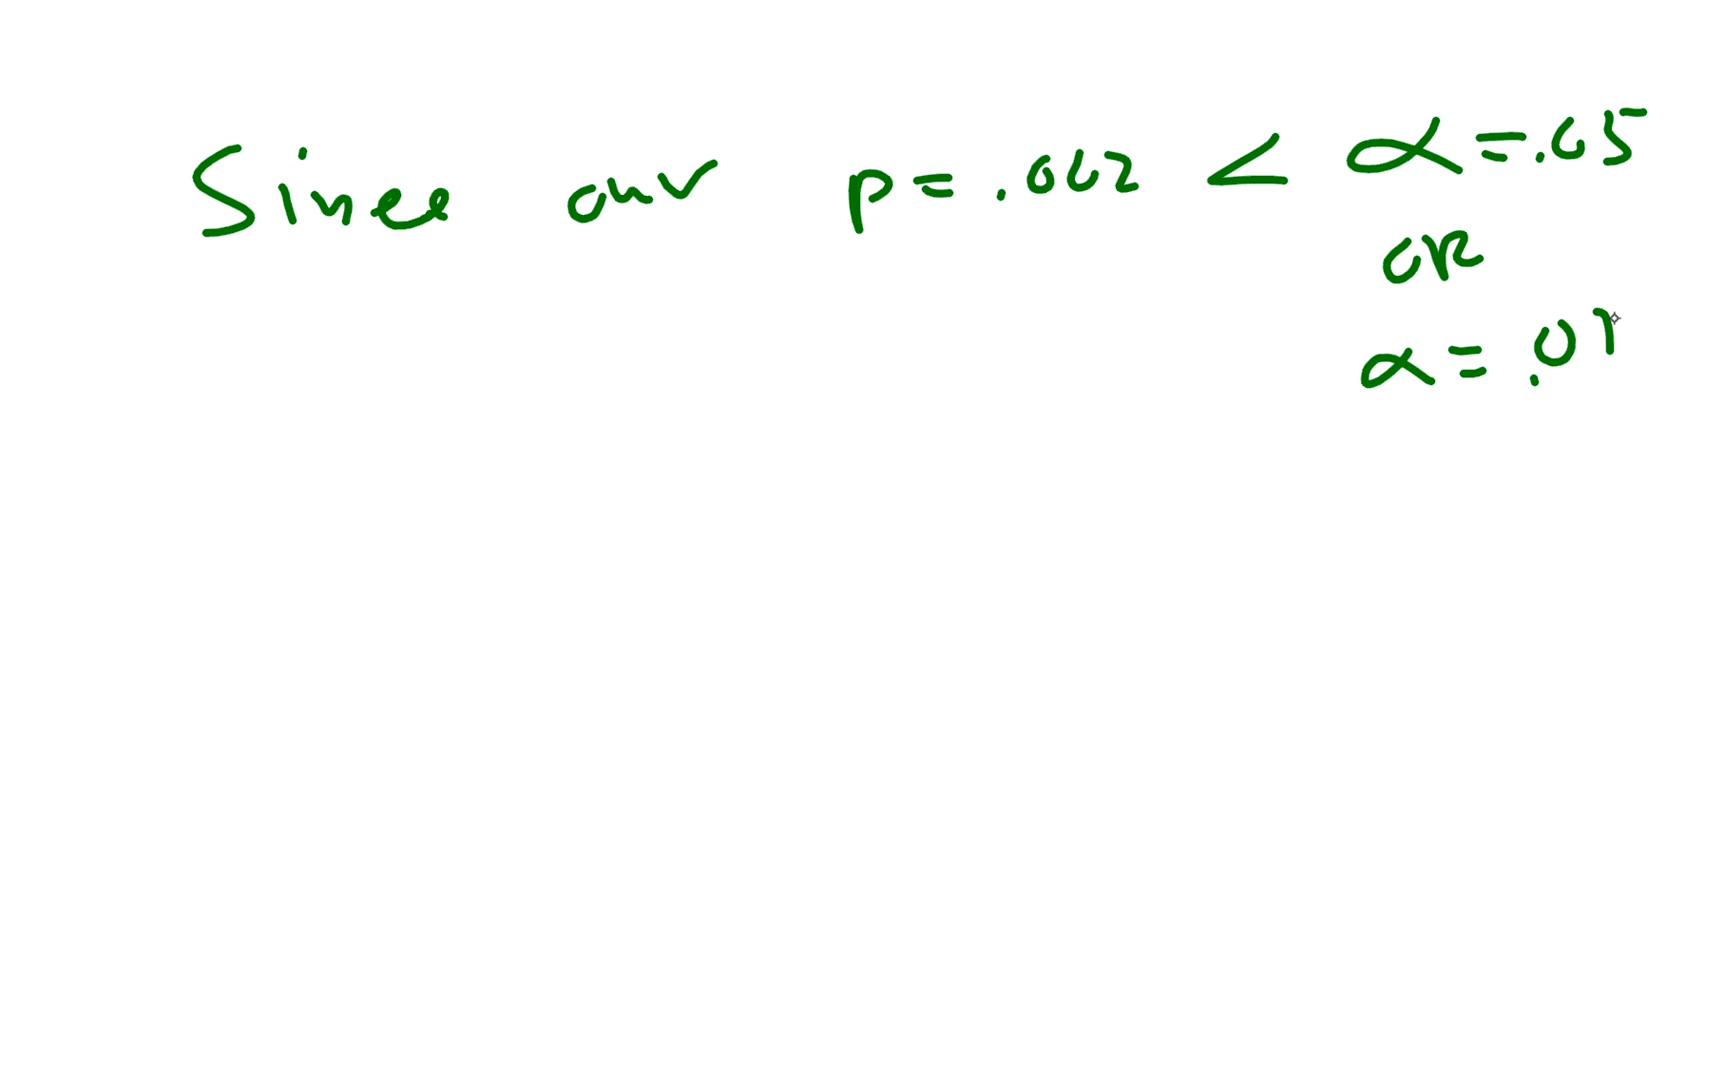 Since our p = .002 < α = .05
OR
α = .01